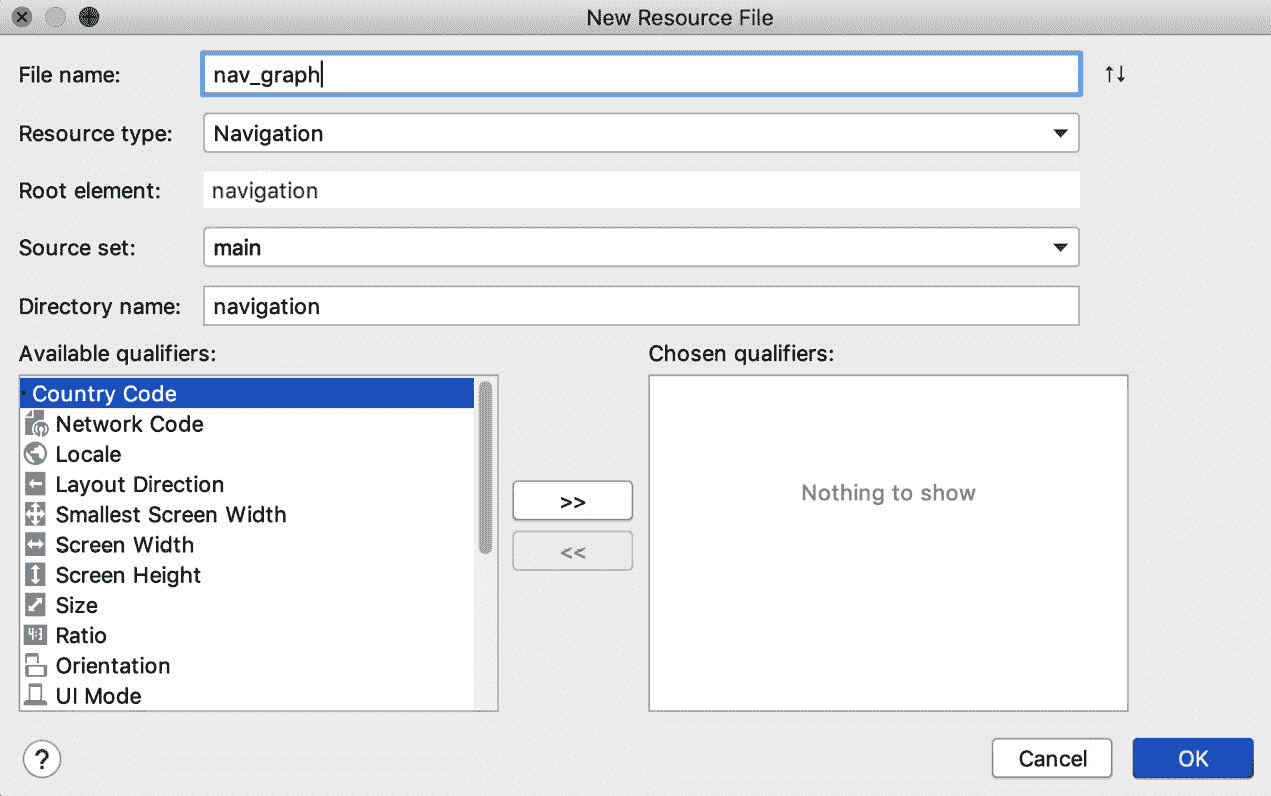 New Resource File
File name: nav_graph ↑↓
Resource type: Navigation
Root element: navigation
Source set: main
Directory name: navigation
Available qualifiers: Chosen qualifiers:
Country Code
Network Code
Locale
Layout Direction
Smallest Screen Width
Screen Width
Screen Height
Size
4:3 Ratio
Orientation
UI Mode
>>
<<
Nothing to show
? Cancel OK